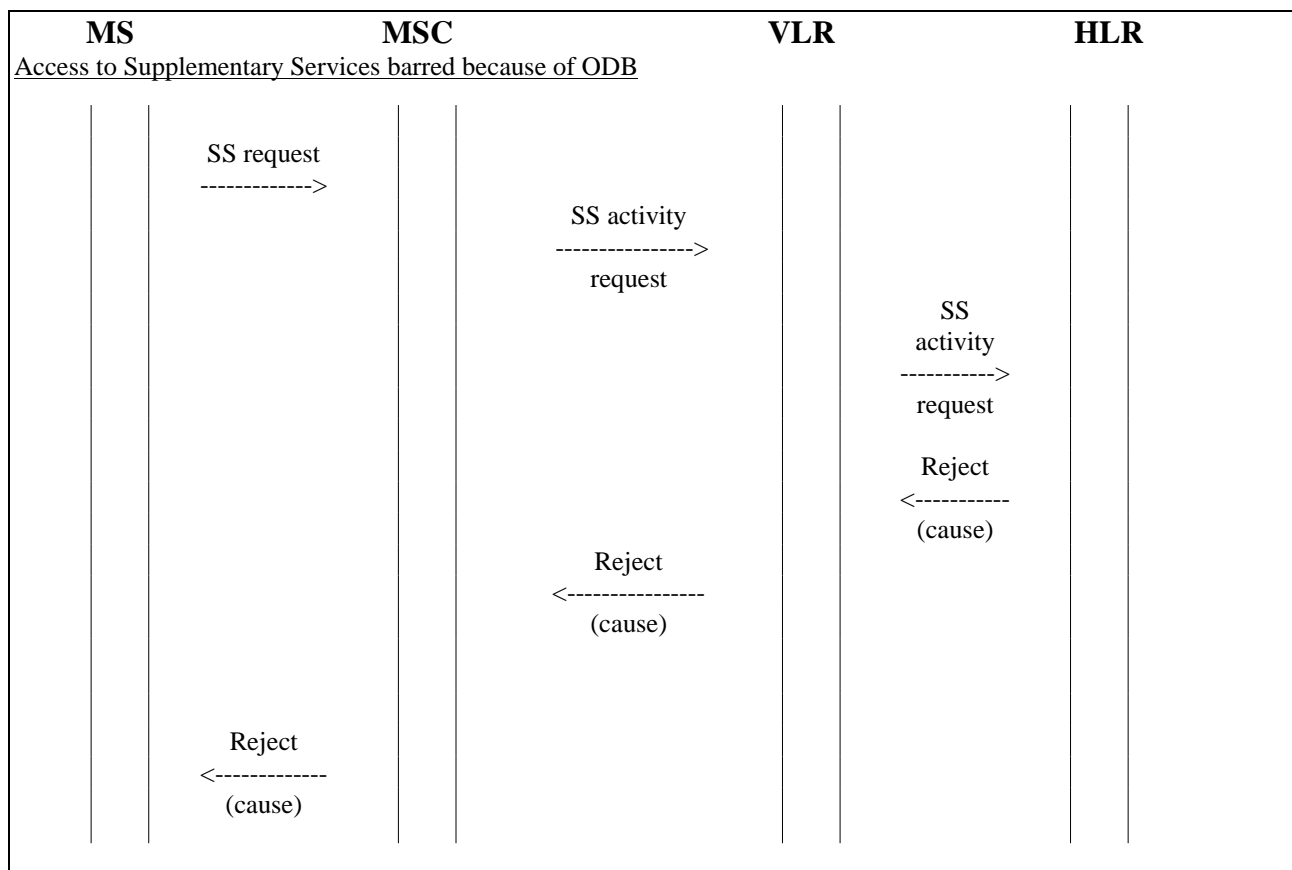 MS MSC VLR HLR
Access to Supplementary Services barred because of ODB
SS request
------------->
SS activity
---------------->
request
SS
activity
----------->
request
Reject
<-----------
(cause)
Reject
<----------------
(cause)
Reject
<-------------
(cause)